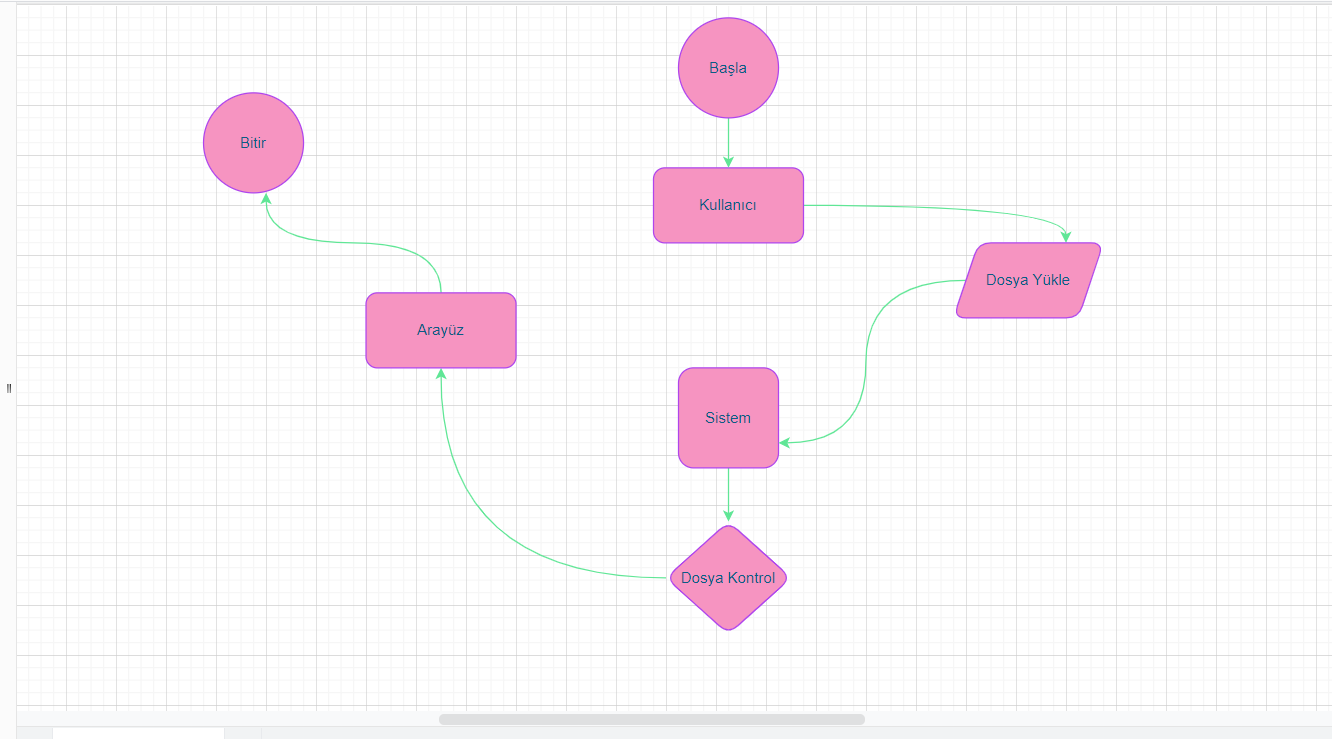 Başla
Kullanıcı
Dosya Yükle
Sistem
Dosya Kontrol
Arayüz
Bitir